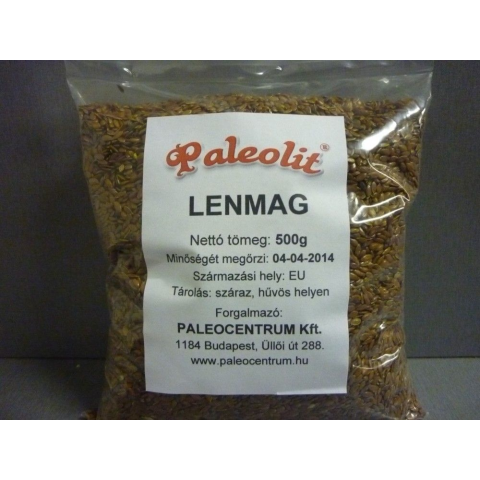 Paleolit®
LENMAG
Nettó tömeg: 500g
Minőségét megőrzi: 04-04-2014
Származási hely: EU
Tárolás: száraz, hűvös helyen
Forgalmazó:
PALEOCENTRUM Kft.
1184 Budapest, Üllői út 288.
www.paleocentrum.hu